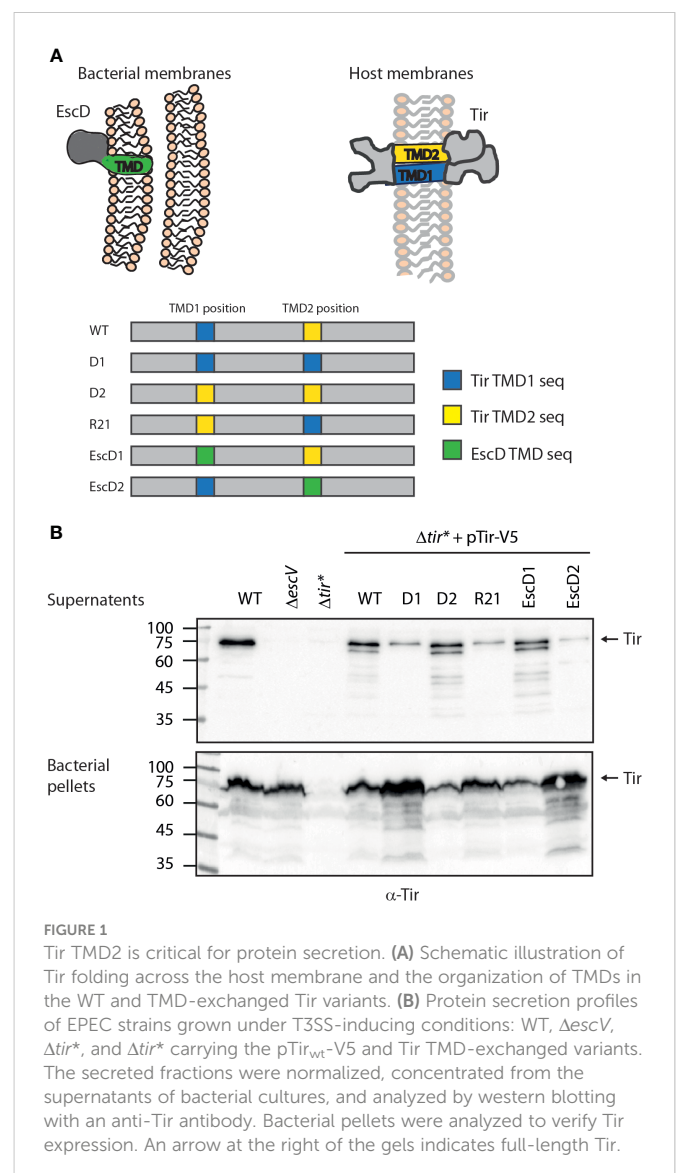 A
Bacterial membranes
Host membranes
EscD
Tir
TMD
TMD2
TMD1
TMD1 position
TMD2 position
WT
D1
D2
R21
EscD1
EscD2
Tir TMD1 seq
Tir TMD2 seq
EscD TMD seq
B
Δtir* + pTir-V5
Supernatents
WT
ΔescV
Δtir*
WT
D1
D2
R21
EscD1
EscD2
100
75
60
45
35
← Tir
Bacterial
pellets
100
75
60
45
35
← Tir
α-Tir
FIGURE 1
Tir TMD2 is critical for protein secretion. (A) Schematic illustration of
Tir folding across the host membrane and the organization of TMDs in
the WT and TMD-exchanged Tir variants. (B) Protein secretion profiles
of EPEC strains grown under T3SS-inducing conditions: WT, ΔescV,
Δtir*, and Δtir* carrying the pTirwt-V5 and Tir TMD-exchanged variants.
The secreted fractions were normalized, concentrated from the
supernatants of bacterial cultures, and analyzed by western blotting
with an anti-Tir antibody. Bacterial pellets were analyzed to verify Tir
expression. An arrow at the right of the gels indicates full-length Tir.